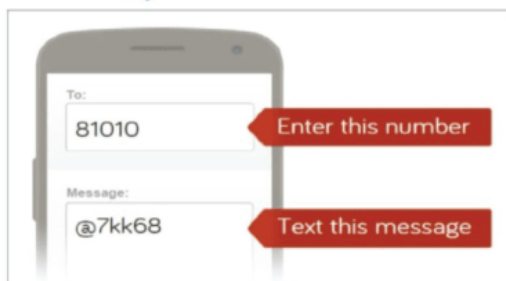 To:
81010
Enter this number
Message:
@7kk68
Text this message